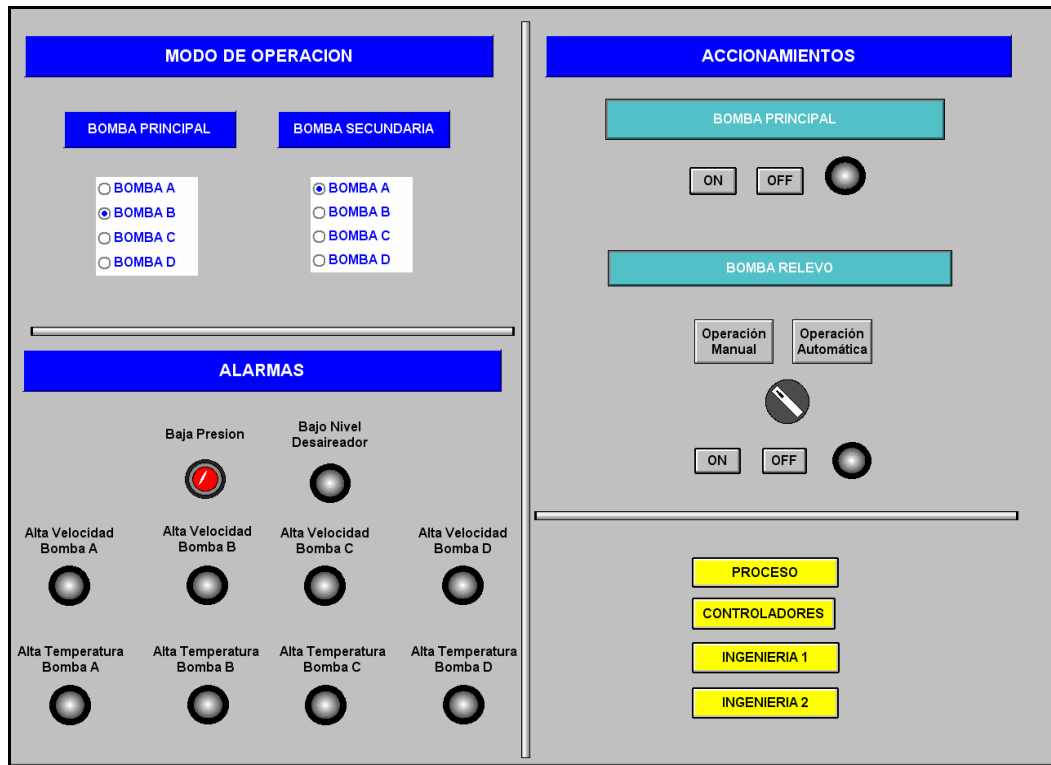 MODO DE OPERACION
BOMBA PRINCIPAL
BOMBA SECUNDARIA
BOMBA A
BOMBA B
BOMBA C
BOMBA D
BOMBA A
BOMBA B
BOMBA C
BOMBA D
ALARMAS
Baja Presion
Bajo Nivel
Desaireador
Alta Velocidad
Bomba A
Alta Velocidad
Bomba B
Alta Velocidad
Bomba C
Alta Velocidad
Bomba D
Alta Temperatura
Bomba A
Alta Temperatura
Bomba B
Alta Temperatura
Bomba C
Alta Temperatura
Bomba D
ACCIONAMIENTOS
BOMBA PRINCIPAL
ON
OFF
BOMBA RELEVO
Operación
Manual
Operación
Automática
ON
OFF
PROCESO
CONTROLADORES
INGENIERIA 1
INGENIERIA 2